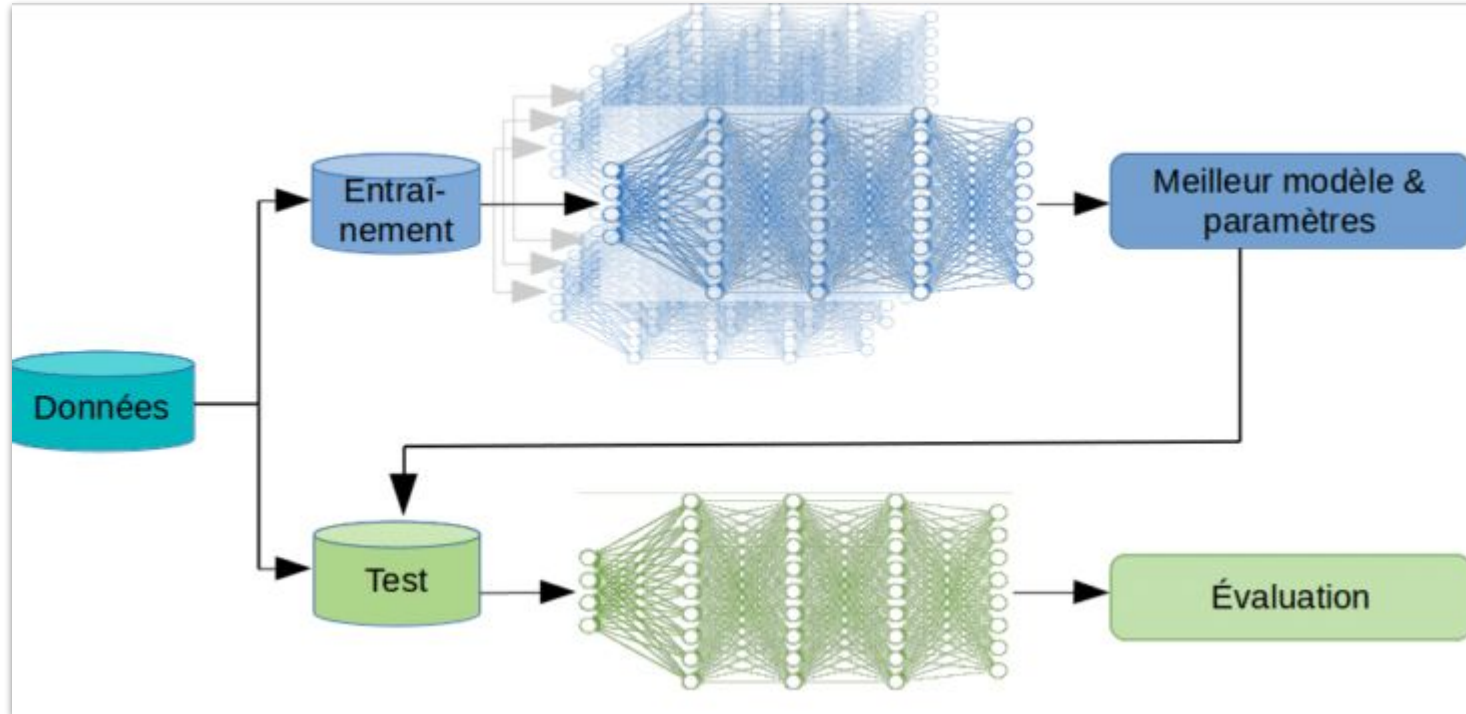 Entraî-
nement
Meilleur modèle &
paramètres
Données
Test
Évaluation